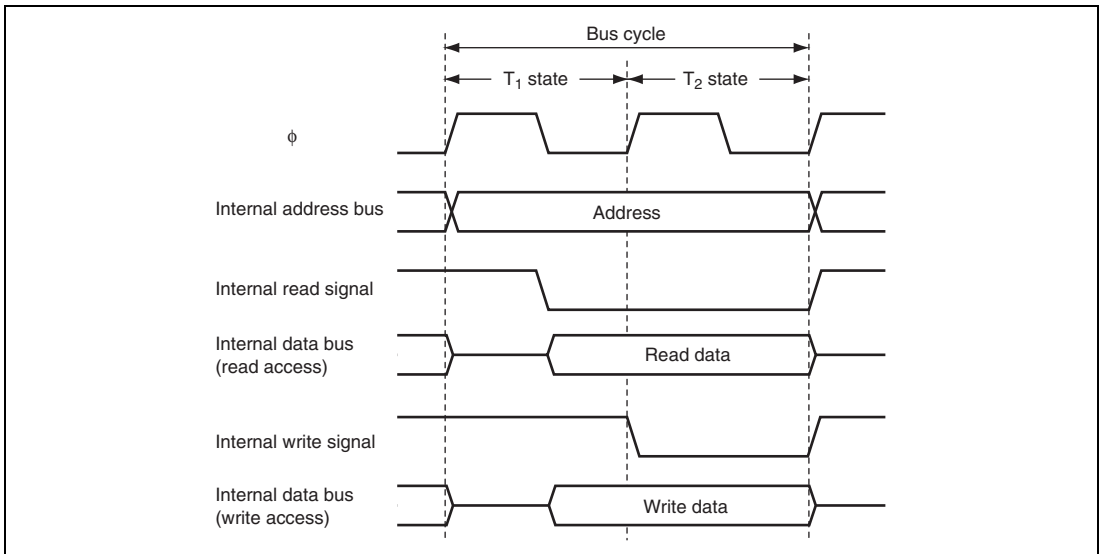 Bus cycle
T₁ state
T₂ state
ϕ
Internal address bus
Address
Internal read signal
Internal data bus
(read access)
Read data
Internal write signal
Internal data bus
(write access)
Write data